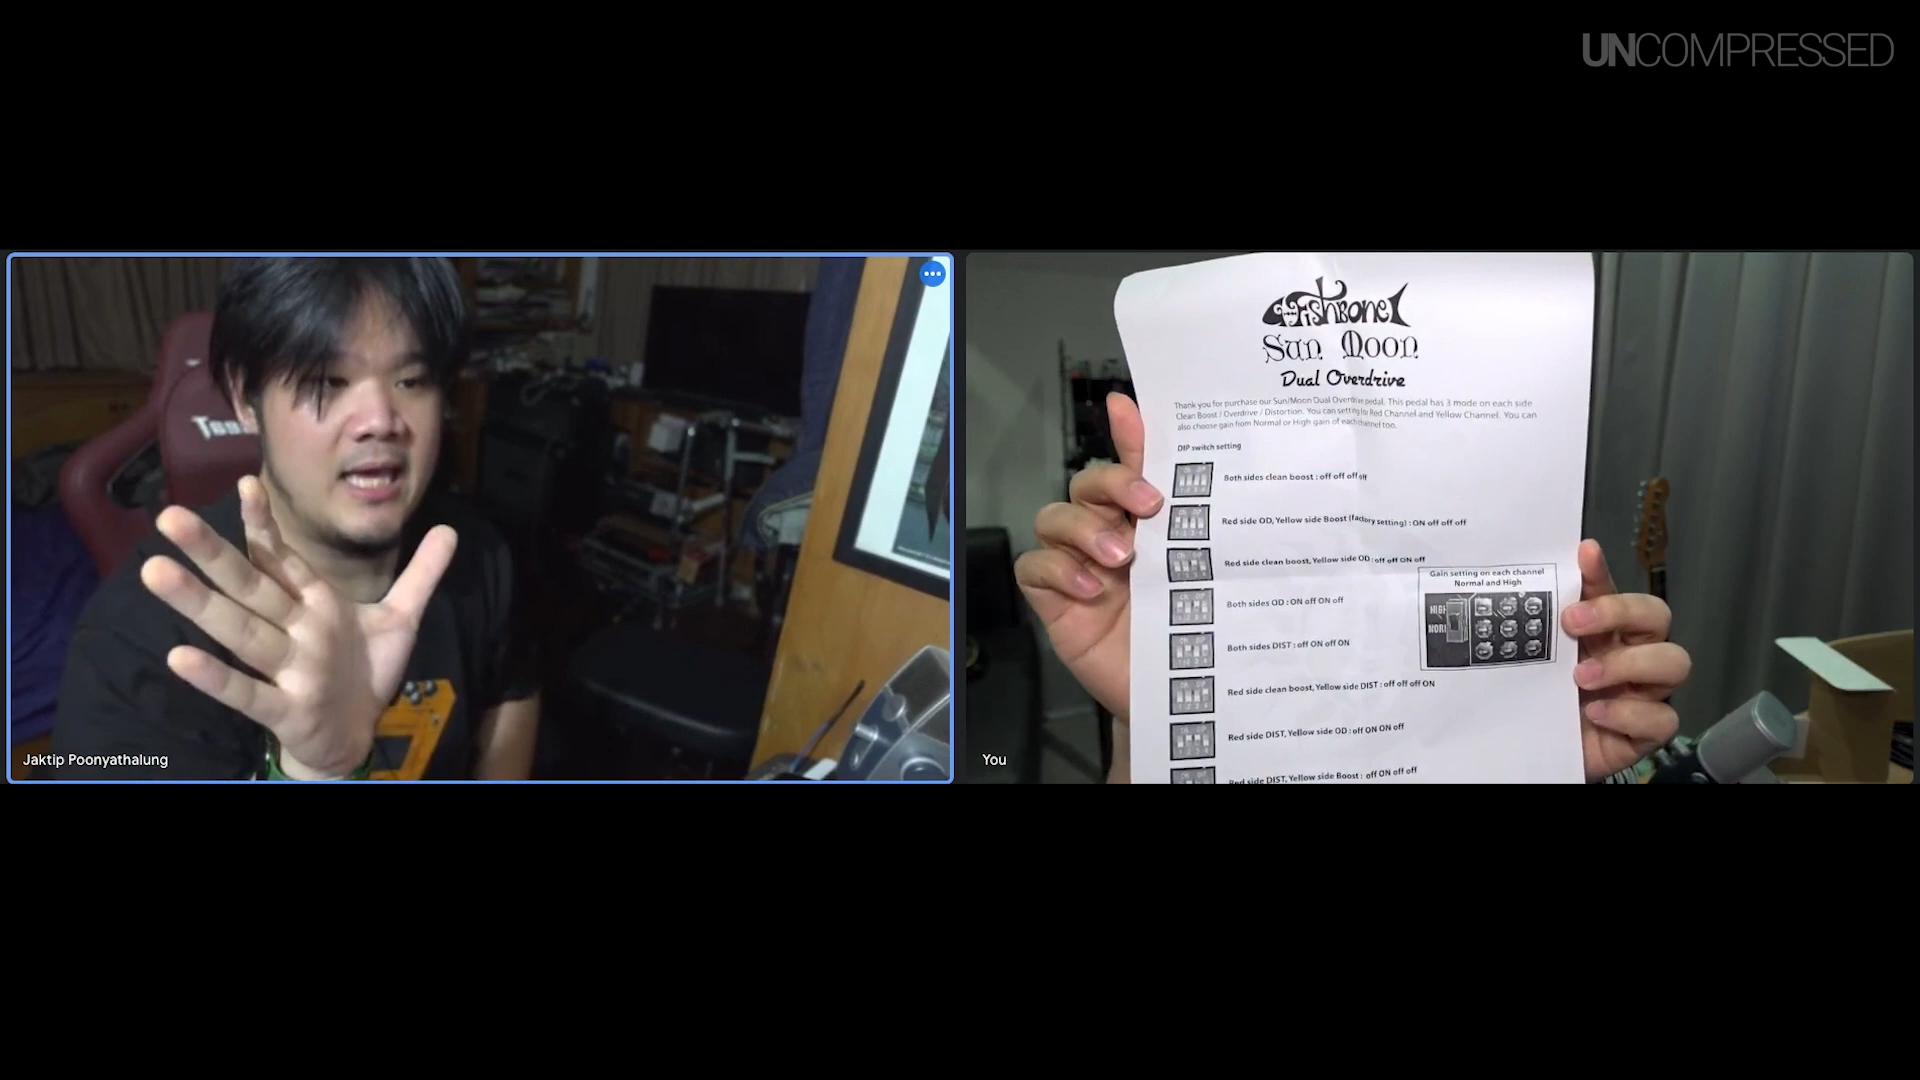 UNCOMPRESSED
Jaktip Poonyathalung
You
Fishbone
Sun Moon
Dual Overdrive
Thank you for purchase our Sun/Moon Dual Overdrive pedal. This pedal has 3 mode on each side
Clean Boost / Overdrive / Distortion. You can setting for Red Channel and Yellow Channel. You can
also choose gain from Normal or High gain of each channel too.
DIP switch setting
Both sides clean boost : off off off off
Red side OD, Yellow side Boost (factory setting) : ON off off off
Red side clean boost, Yellow side OD : off off ON off
Both sides OD : ON off ON off
Both sides DIST : off ON off ON
Red side clean boost, Yellow side DIST : off off off ON
Red side DIST, Yellow side OD : off ON ON off
Red side DIST, Yellow side Boost : off ON off off
Gain setting on each channel
Normal and High
HIGH